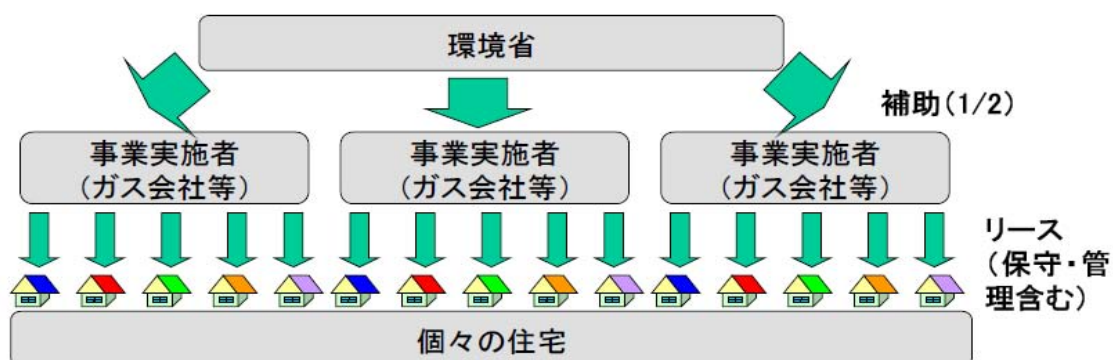 環境省
補助(1/2)
事業実施者
(ガス会社等)
事業実施者
(ガス会社等)
事業実施者
(ガス会社等)
リース
(保守・管
理含む)
個々の住宅